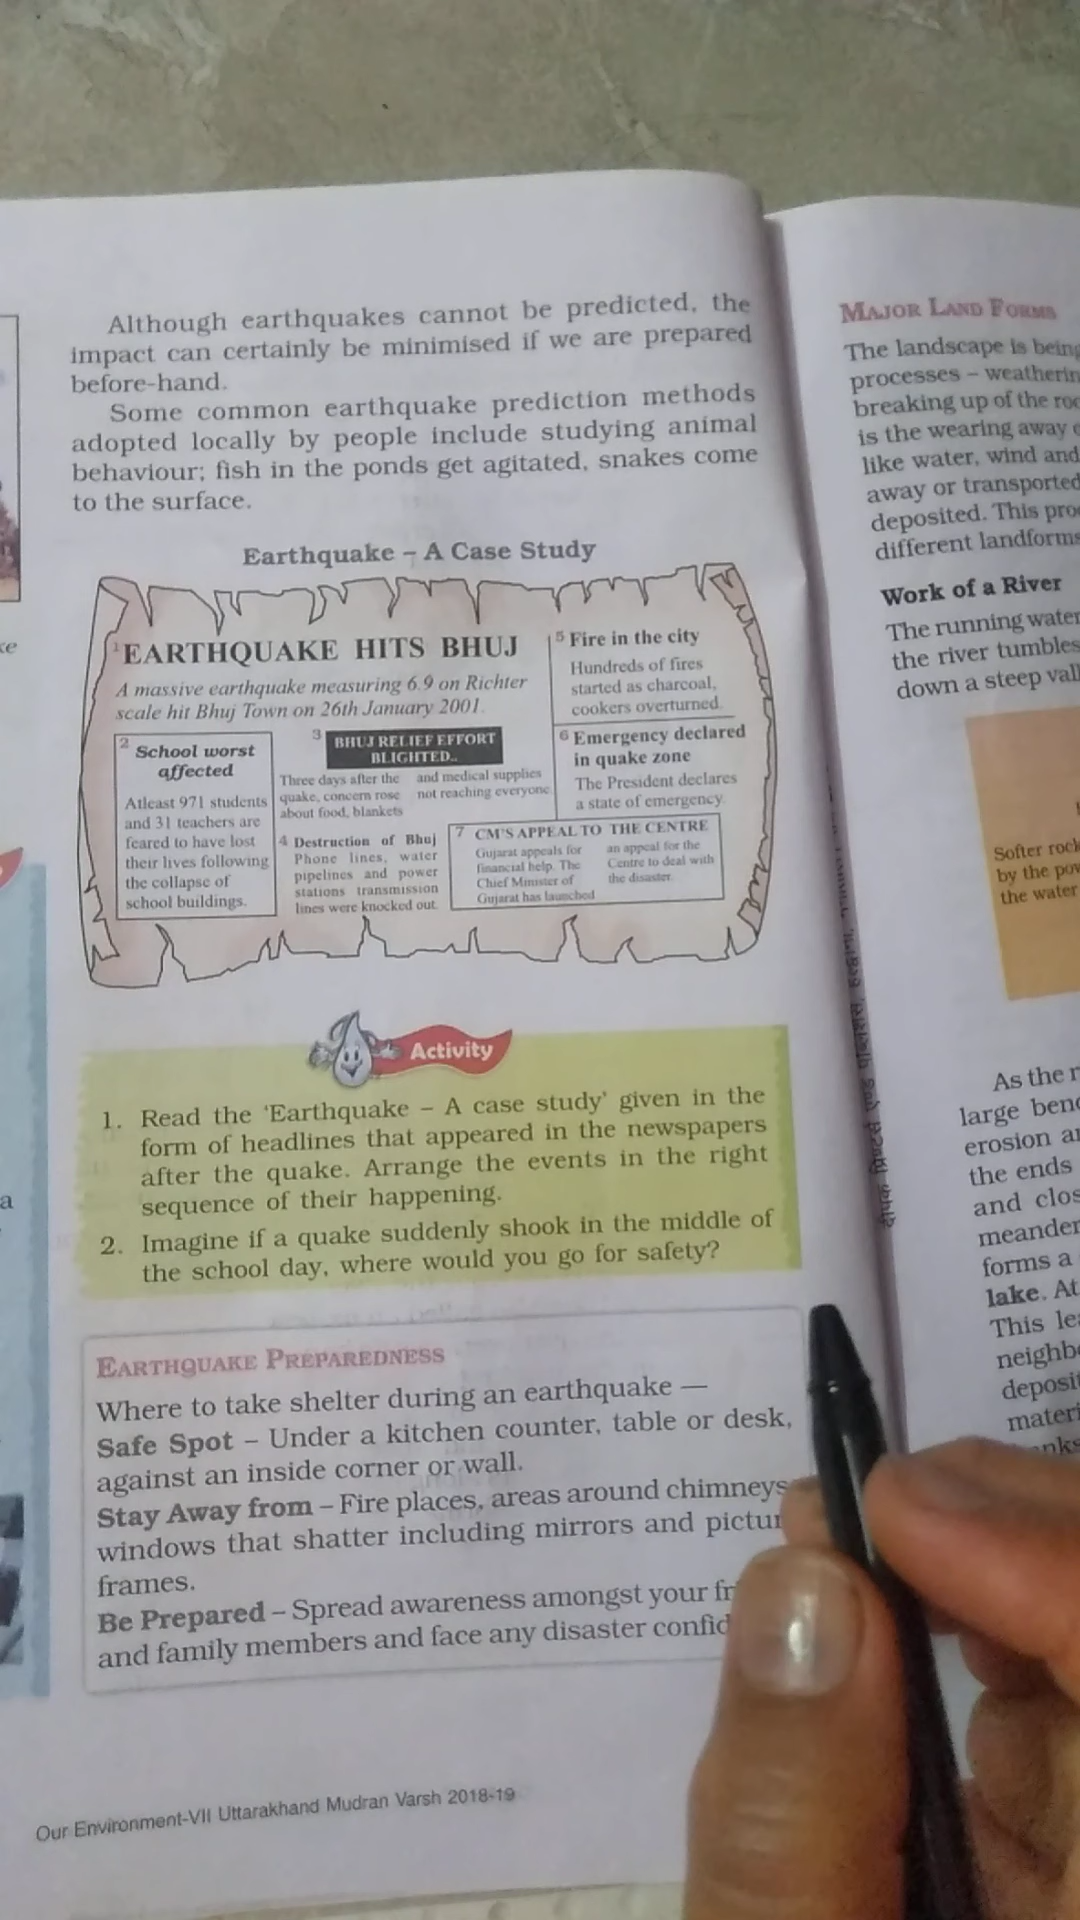 Although earthquakes cannot be predicted, the
impact can certainly be minimised if we are prepared
before-hand.
Some common earthquake prediction methods
adopted locally by people include studying animal
behaviour; fish in the ponds get agitated, snakes come
to the surface.
Earthquake – A Case Study
1 EARTHQUAKE HITS BHUJ
A massive earthquake measuring 6.9 on Richter
scale hit Bhuj Town on 26th January 2001.
2 School worst
affected
Atleast 971 students
and 31 teachers are
feared to have lost
their lives following
the collapse of
school buildings.
3 BHUJ RELIEF EFFORT
BLIGHTED..
Three days after the
quake, concern rose
about food, blankets
and medical supplies
not reaching everyone
4 Destruction of Bhuj
Phone lines, water
pipelines and power
stations transmission
lines were knocked out.
5 Fire in the city
Hundreds of fires
started as charcoal,
cookers overturned.
6 Emergency declared
in quake zone
The President declares
a state of emergency.
7 CM'S APPEAL TO THE CENTRE
Gujarat appeals for
financial help. The
Chief Minister of
Gujarat has launched
an appeal for the
Centre to deal with
the disaster.
Activity
1. Read the 'Earthquake – A case study' given in the
form of headlines that appeared in the newspapers
after the quake. Arrange the events in the right
sequence of their happening.
2. Imagine if a quake suddenly shook in the middle of
the school day, where would you go for safety?
EARTHQUAKE PREPAREDNESS
Where to take shelter during an earthquake —
Safe Spot – Under a kitchen counter, table or desk,
against an inside corner or wall.
Stay Away from – Fire places, areas around chimneys
windows that shatter including mirrors and pictur
frames.
Be Prepared – Spread awareness amongst your fr
and family members and face any disaster confid
Our Environment-VII Uttarakhand Mudran Varsh 2018-19
MAJOR LAND FORMS
The landscape is being
processes – weatherin
breaking up of the roc
is the wearing away
like water, wind and
away or transported
deposited. This pro
different landforms
Work of a River
The running water
the river tumbles
down a steep vall
Softer rock
by the pow
the water
As the r
large bend
erosion a
the ends
and clos
meander
forms a
lake. At
This le
neighb
deposit
materi